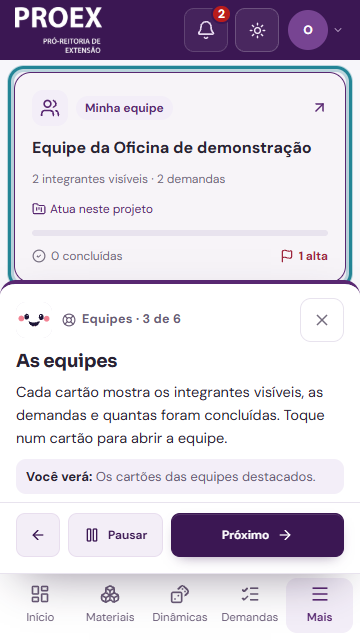 PROEX
PRÓ-REITORIA DE
EXTENSÃO
2
O
Minha equipe
Equipe da Oficina de demonstração
2 integrantes visíveis · 2 demandas
Atua neste projeto
0 concluídas
1 alta
Equipes · 3 de 6
As equipes
Cada cartão mostra os integrantes visíveis, as
demandas e quantas foram concluídas. Toque
num cartão para abrir a equipe.
Você verá: Os cartões das equipes destacados.
Pausar
Próximo
Início
Materiais
Dinâmicas
Demandas
Mais